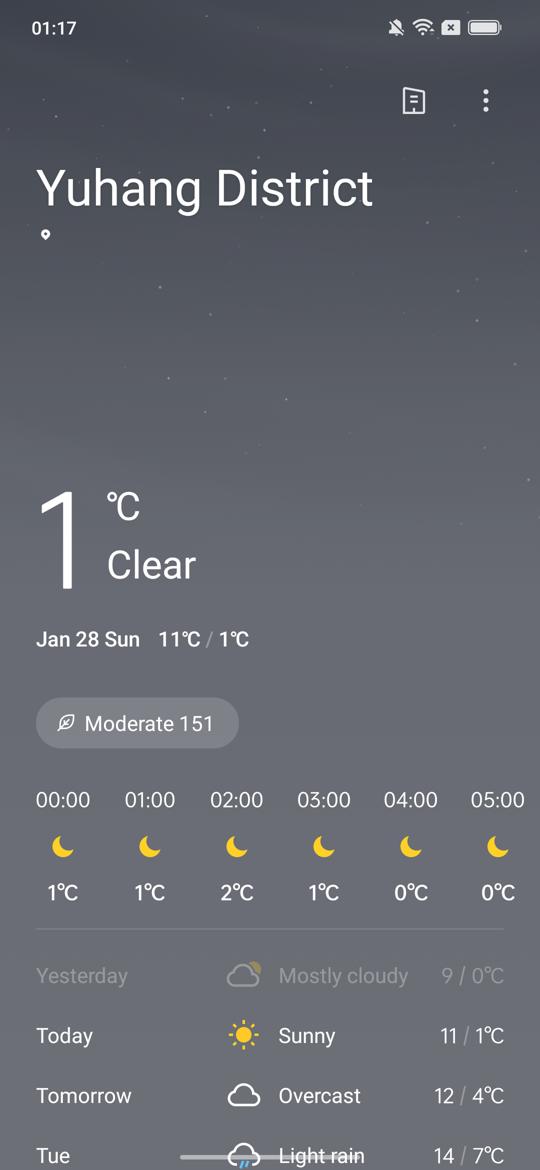 01:17
Yuhang District
1 ℃
Clear
Jan 28 Sun 11℃ / 1℃
Moderate 151
00:00 01:00 02:00 03:00 04:00 05:00
1℃ 1℃ 2℃ 1℃ 0℃ 0℃
Yesterday Mostly cloudy 9 / 0℃
Today Sunny 11 / 1℃
Tomorrow Overcast 12 / 4℃
Tue Light rain 14 / 7℃